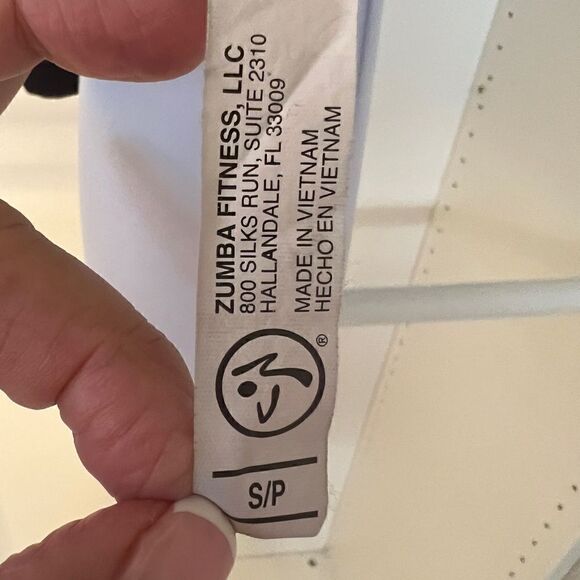 ZUMBA FITNESS, LLC
800 SILKS RUN, SUITE 2310
HALLANDALE, FL 33009
MADE IN VIETNAM
HECHO EN VIETNAM
®
S/P